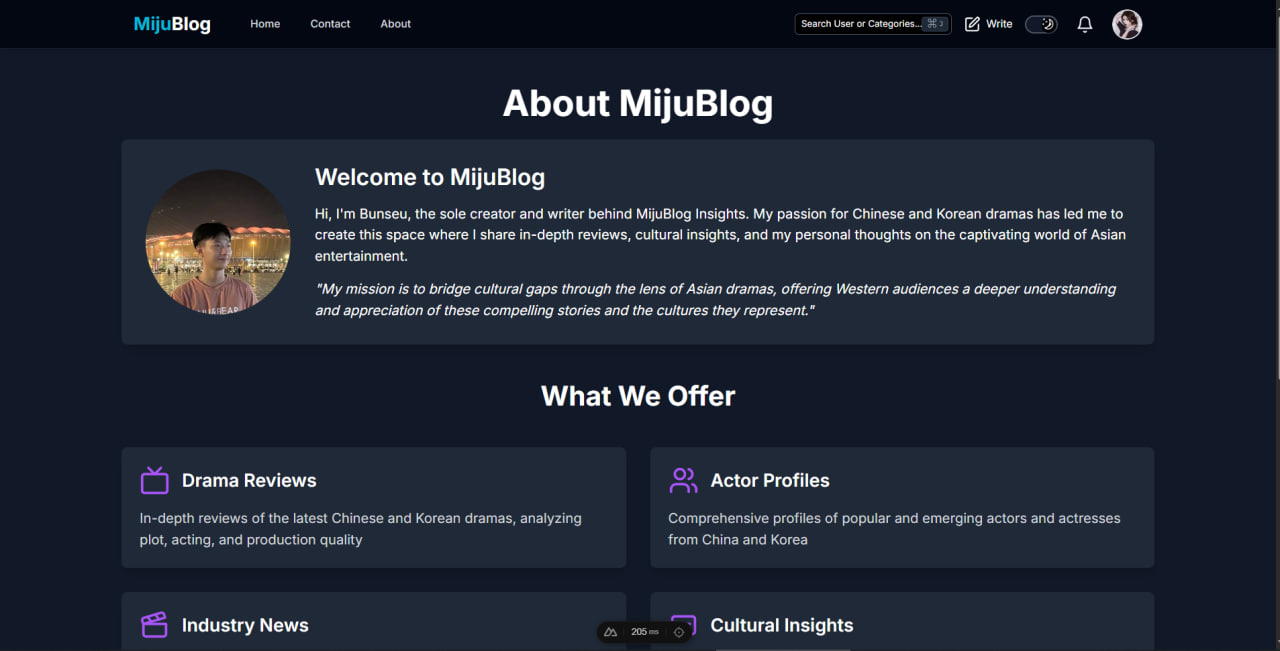 MijuBlog
Home
Contact
About
Search User or Categories...
Write
About MijuBlog
Welcome to MijuBlog
Hi, I'm Bunseu, the sole creator and writer behind MijuBlog Insights. My passion for Chinese and Korean dramas has led me to
create this space where I share in-depth reviews, cultural insights, and my personal thoughts on the captivating world of Asian
entertainment.
"My mission is to bridge cultural gaps through the lens of Asian dramas, offering Western audiences a deeper understanding
and appreciation of these compelling stories and the cultures they represent."
What We Offer
Drama Reviews
In-depth reviews of the latest Chinese and Korean dramas, analyzing
plot, acting, and production quality
Actor Profiles
Comprehensive profiles of popular and emerging actors and actresses
from China and Korea
Industry News
Cultural Insights
205 ms